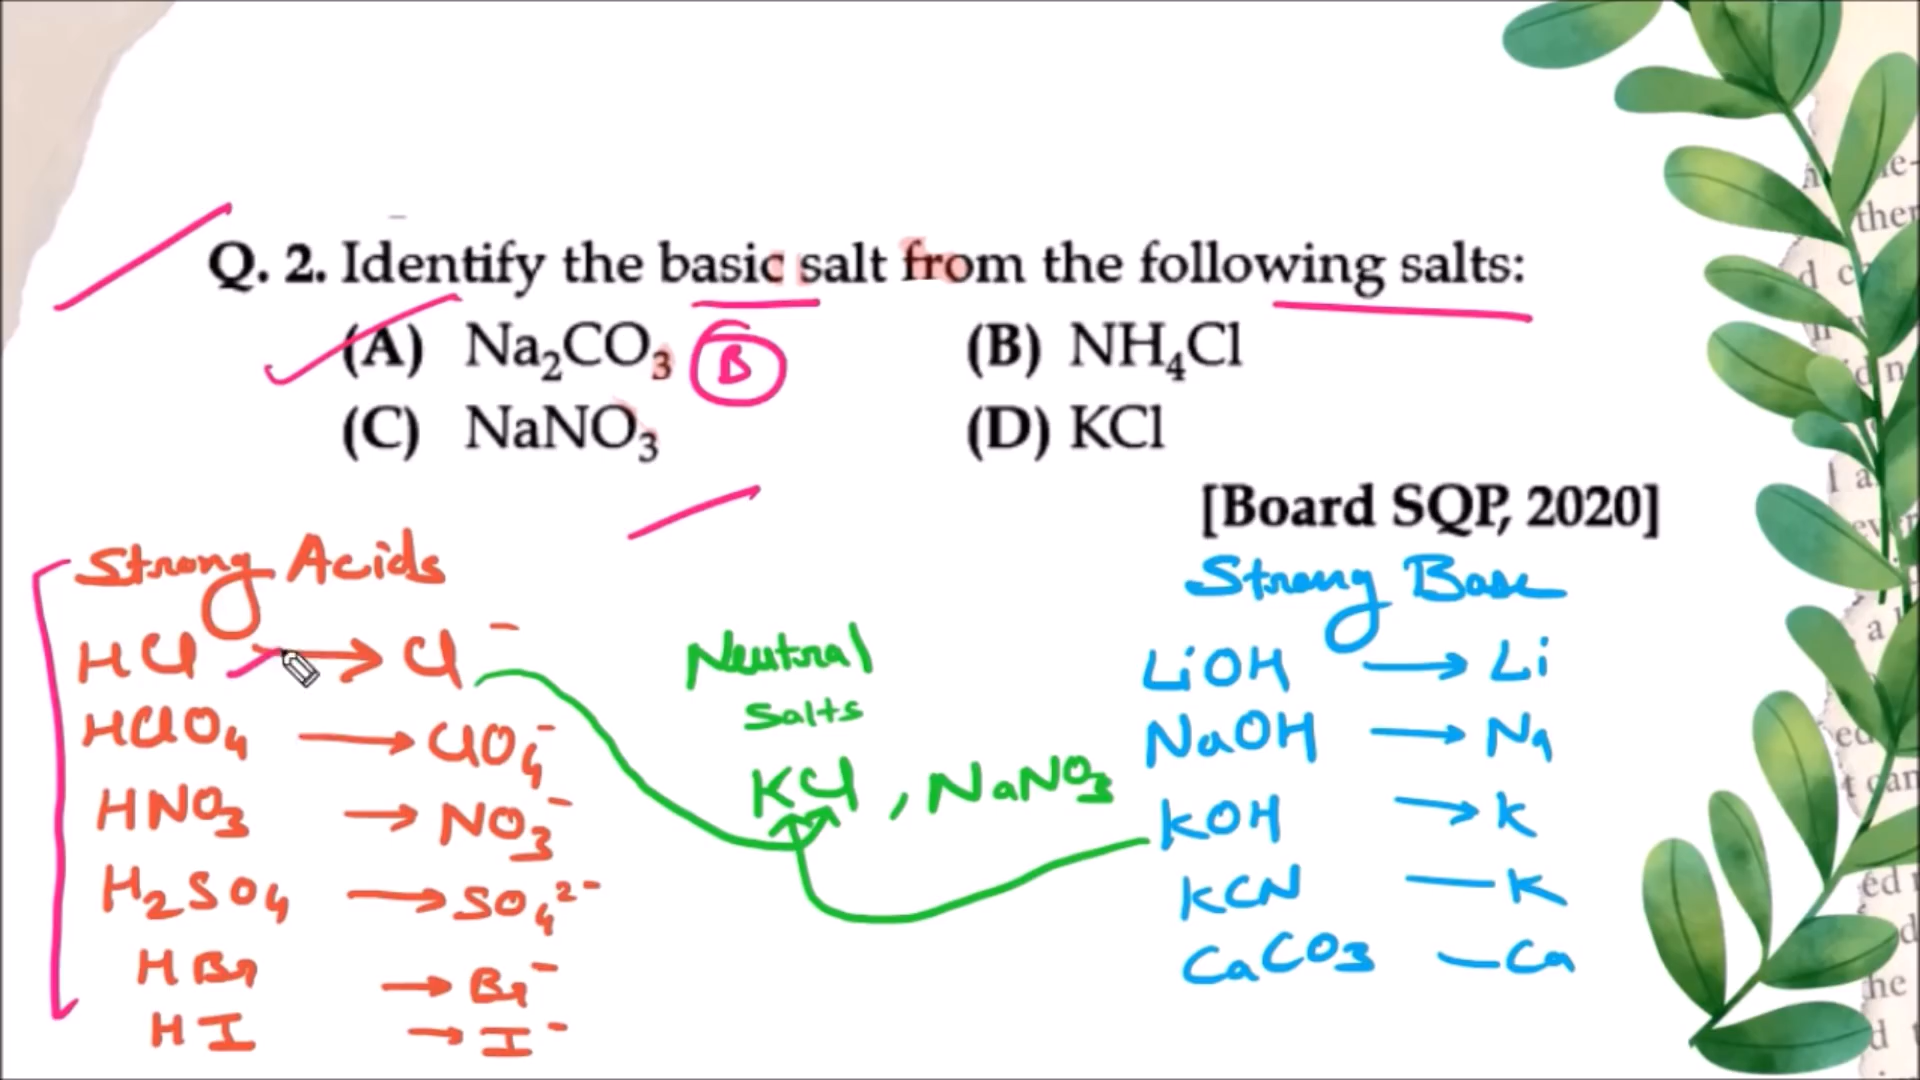 Q. 2. Identify the basic salt from the following salts:
(A) Na₂CO₃ B (B) NH₄Cl
(C) NaNO₃ (D) KCl
[Board SQP, 2020]
Strong Acids
HCl → Cl⁻
HClO₄ → ClO₄⁻
HNO₃ → NO₃⁻
H₂SO₄ → SO₄²⁻
HBr → Br⁻
HI → I⁻
Neutral
Salts
KCl , NaNO₃
Strong Base
LiOH → Li
NaOH → Na
KOH → K
KCN — K
CaCO₃ — Ca